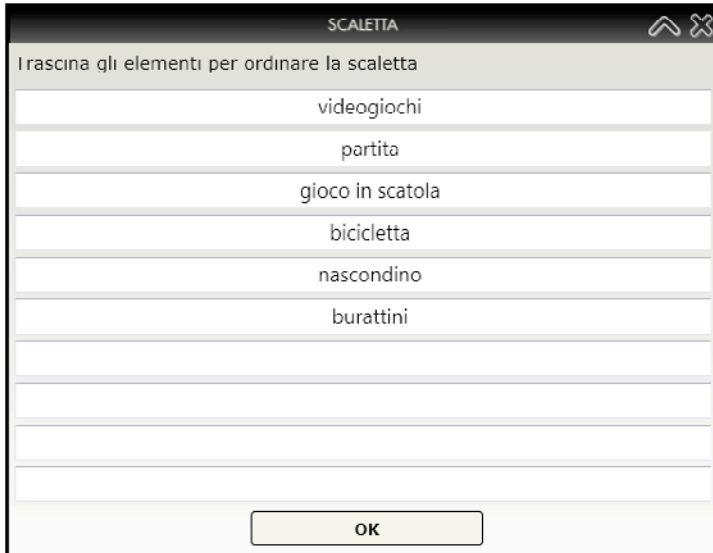 SCALETTA
Trascina gli elementi per ordinare la scaletta
videogiochi
partita
gioco in scatola
bicicletta
nascondino
burattini
OK